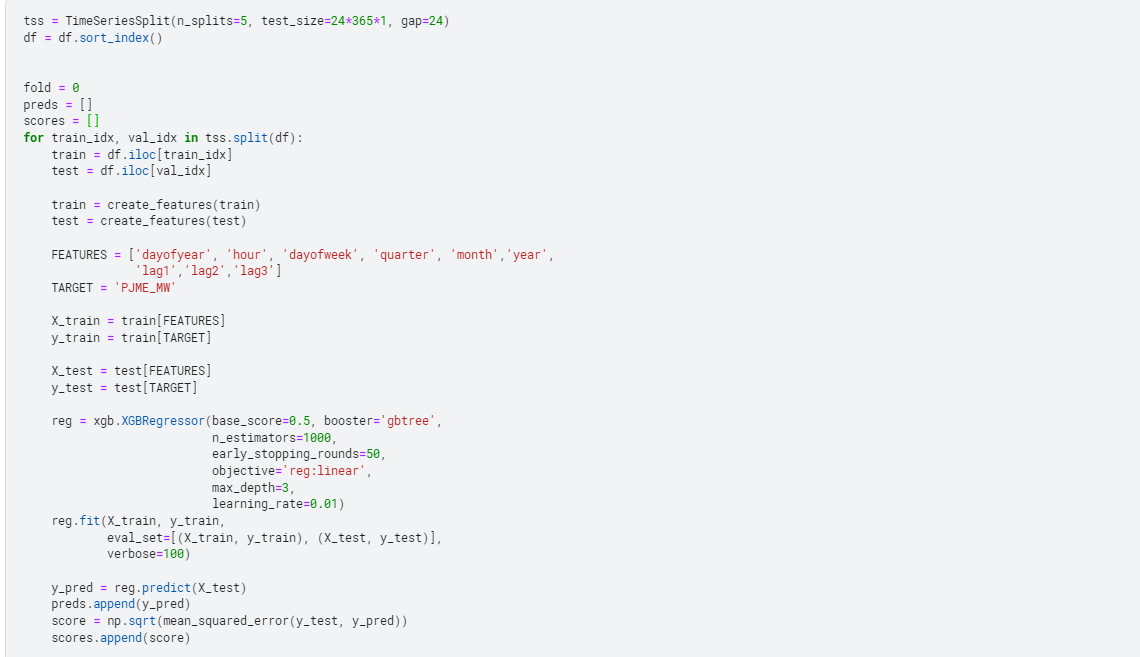 tss = TimeSeriesSplit(n_splits=5, test_size=24*365*1, gap=24)
df = df.sort_index()
fold = 0
preds = []
scores = []
for train_idx, val_idx in tss.split(df):
    train = df.iloc[train_idx]
    test = df.iloc[val_idx]
    train = create_features(train)
    test = create_features(test)
    FEATURES = ['dayofyear', 'hour', 'dayofweek', 'quarter', 'month','year',
                'lag1','lag2','lag3']
    TARGET = 'PJME_MW'
    X_train = train[FEATURES]
    y_train = train[TARGET]
    X_test = test[FEATURES]
    y_test = test[TARGET]
    reg = xgb.XGBRegressor(base_score=0.5, booster='gbtree',
                           n_estimators=1000,
                           early_stopping_rounds=50,
                           objective='reg:linear',
                           max_depth=3,
                           learning_rate=0.01)
    reg.fit(X_train, y_train,
            eval_set=[(X_train, y_train), (X_test, y_test)],
            verbose=100)
    y_pred = reg.predict(X_test)
    preds.append(y_pred)
    score = np.sqrt(mean_squared_error(y_test, y_pred))
    scores.append(score)